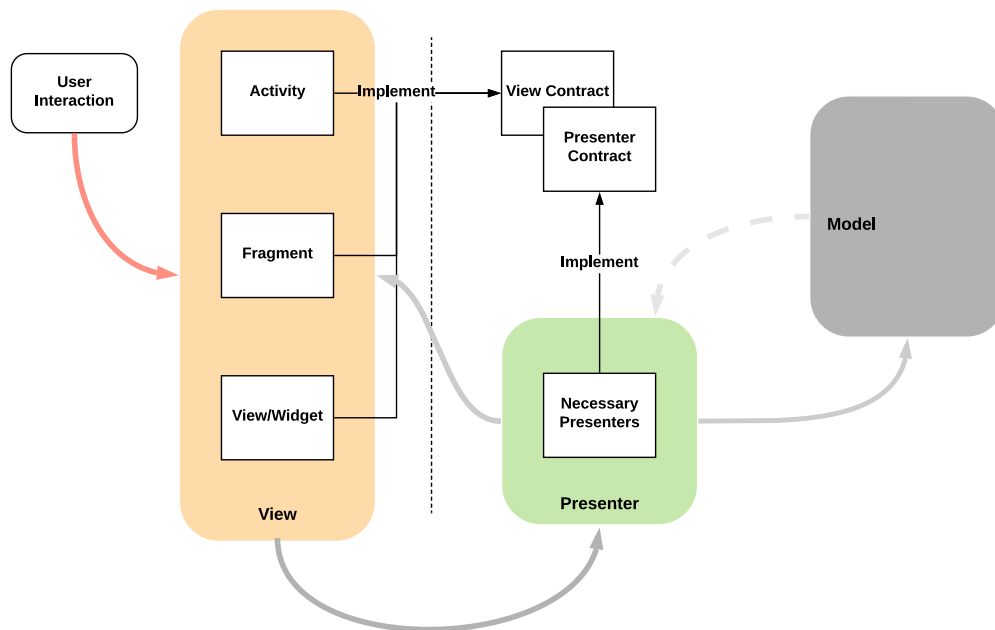 User
Interaction
Activity
Implement
View Contract
Presenter
Contract
Model
Fragment
Implement
View/Widget
Necessary
Presenters
View
Presenter